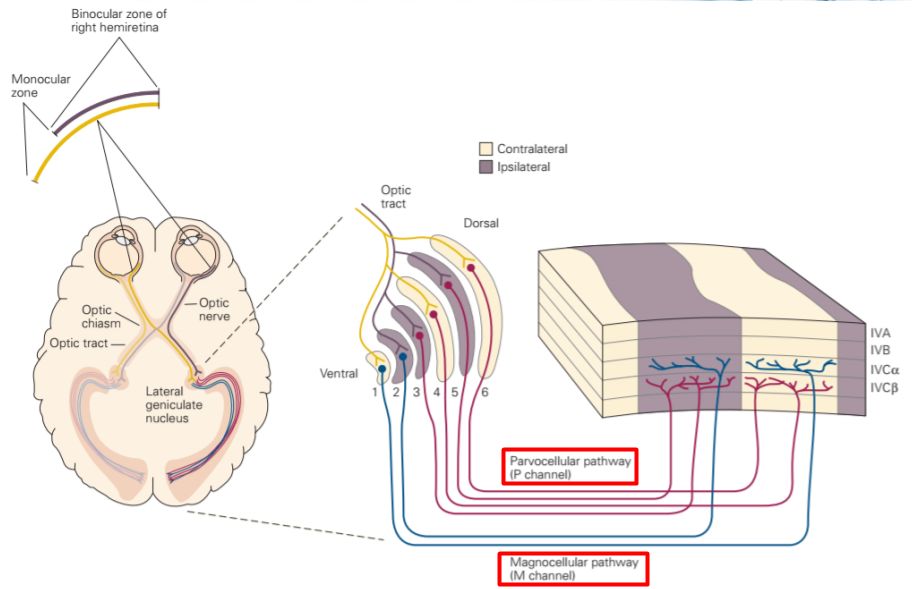 Binocular zone of
right hemiretina
Monocular
zone
Contralateral
Ipsilateral
Optic
tract
Dorsal
Optic
chiasm
Optic
nerve
Optic tract
Lateral
geniculate
nucleus
Ventral
1 2 3 4 5 6
IVA
IVB
IVCα
IVCβ
Parvocellular pathway
(P channel)
Magnocellular pathway
(M channel)